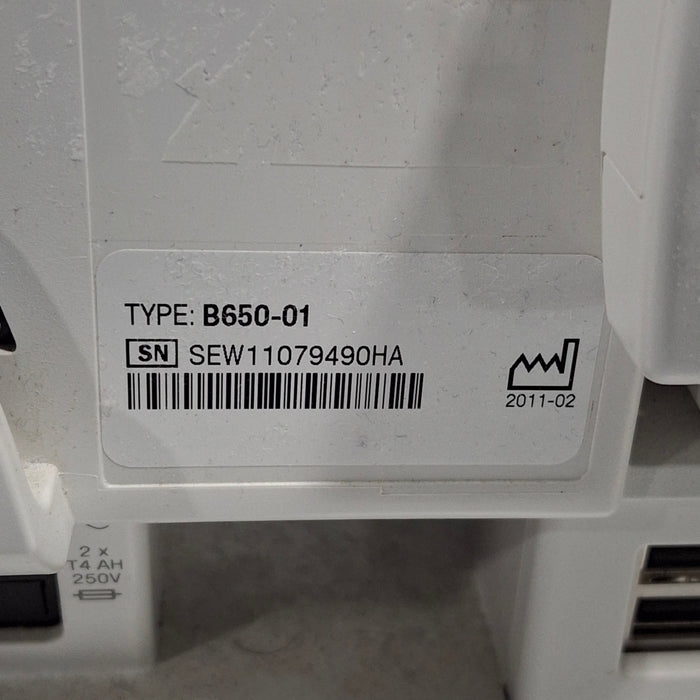 TYPE: B650-01
SN SEW11079490HA
2011-02
2 x
T4 AH
250V